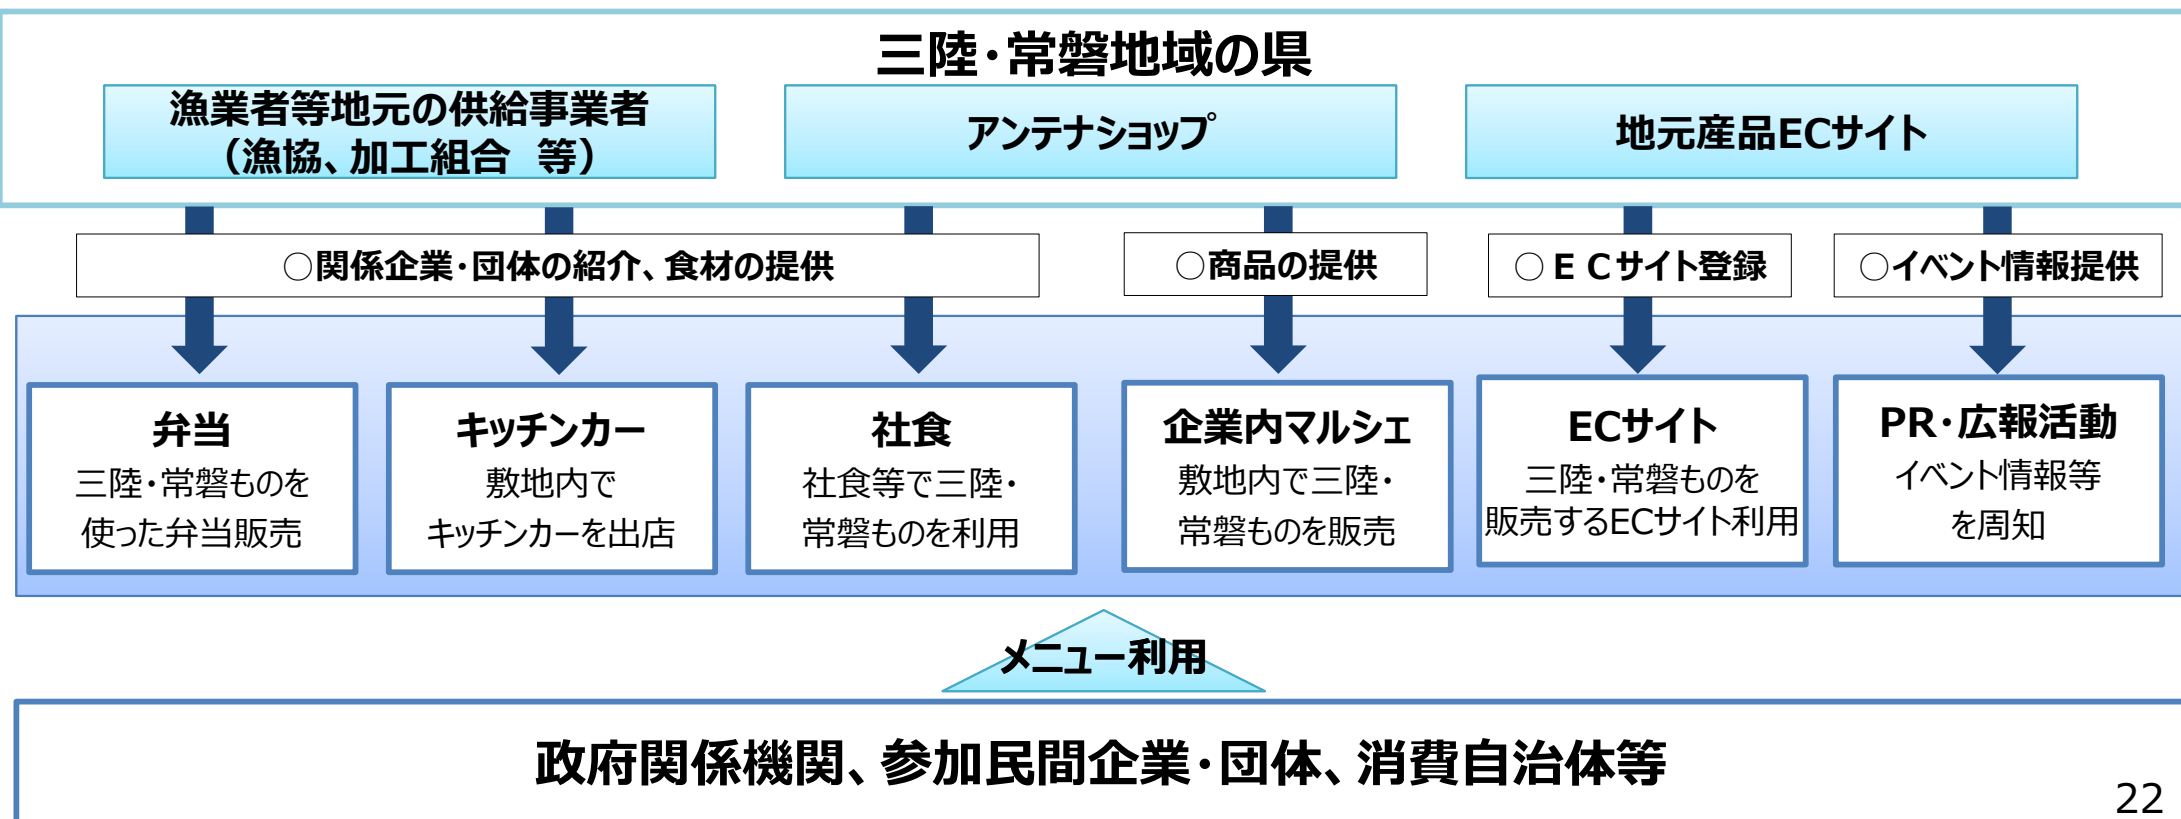 三陸・常磐地域の県
漁業者等地元の供給事業者
（漁協、加工組合　等）
アンテナショップ
地元産品ECサイト
○関係企業・団体の紹介、食材の提供
○商品の提供
○ＥＣサイト登録
○イベント情報提供
弁当
三陸・常磐ものを
使った弁当販売
キッチンカー
敷地内で
キッチンカーを出店
社食
社食等で三陸・
常磐ものを利用
企業内マルシェ
敷地内で三陸・
常磐ものを販売
ECサイト
三陸・常磐ものを
販売するECサイト利用
PR・広報活動
イベント情報等
を周知
メニュー利用
政府関係機関、参加民間企業・団体、消費自治体等
22